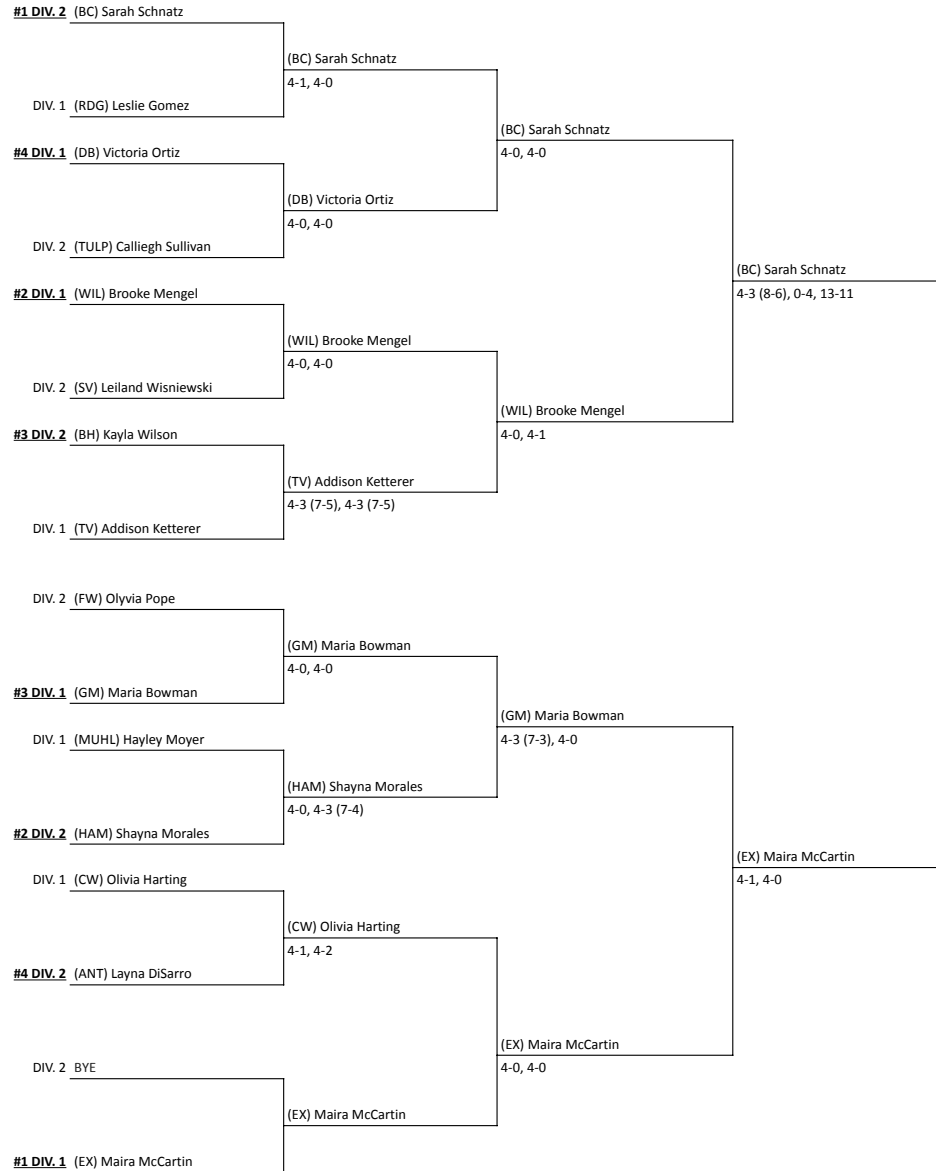 #1 DIV. 2 (BC) Sarah Schnatz
(BC) Sarah Schnatz
4-1, 4-0
DIV. 1 (RDG) Leslie Gomez
(BC) Sarah Schnatz
4-0, 4-0
#4 DIV. 1 (DB) Victoria Ortiz
(DB) Victoria Ortiz
4-0, 4-0
DIV. 2 (TULP) Calliegh Sullivan
(BC) Sarah Schnatz
4-3 (8-6), 0-4, 13-11
#2 DIV. 1 (WIL) Brooke Mengel
(WIL) Brooke Mengel
4-0, 4-0
DIV. 2 (SV) Leiland Wisniewski
(WIL) Brooke Mengel
4-0, 4-1
#3 DIV. 2 (BH) Kayla Wilson
(TV) Addison Ketterer
4-3 (7-5), 4-3 (7-5)
DIV. 1 (TV) Addison Ketterer
DIV. 2 (FW) Olyvia Pope
(GM) Maria Bowman
4-0, 4-0
#3 DIV. 1 (GM) Maria Bowman
(GM) Maria Bowman
4-3 (7-3), 4-0
DIV. 1 (MUHL) Hayley Moyer
(HAM) Shayna Morales
4-0, 4-3 (7-4)
#2 DIV. 2 (HAM) Shayna Morales
(EX) Maira McCartin
4-1, 4-0
DIV. 1 (CW) Olivia Harting
(CW) Olivia Harting
4-1, 4-2
#4 DIV. 2 (ANT) Layna DiSarro
(EX) Maira McCartin
4-0, 4-0
DIV. 2 BYE
(EX) Maira McCartin
#1 DIV. 1 (EX) Maira McCartin